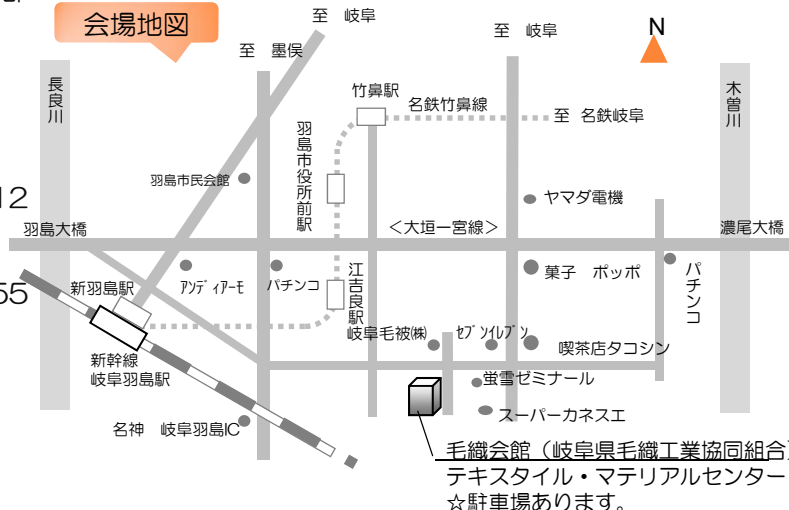 会場地図
至 岐阜
至 墨俣
至 岐阜
N
長良川
竹鼻駅
名鉄竹鼻線
至 名鉄岐阜
木曽川
羽島市役所前駅
羽島市民会館
12
ヤマダ電機
羽島大橋
<大垣一宮線>
濃尾大橋
アンディアーモ
パチンコ
江吉良駅
菓子 ポッポ
パチンコ
55
新羽島駅
岐阜毛被㈱
セブンイレブン
喫茶店タコシン
新幹線
岐阜羽島駅
蛍雪ゼミナール
スーパーカネスエ
名神 岐阜羽島IC
毛織会館（岐阜県毛織工業協同組合）
テキスタイル・マテリアルセンター
☆駐車場あります。